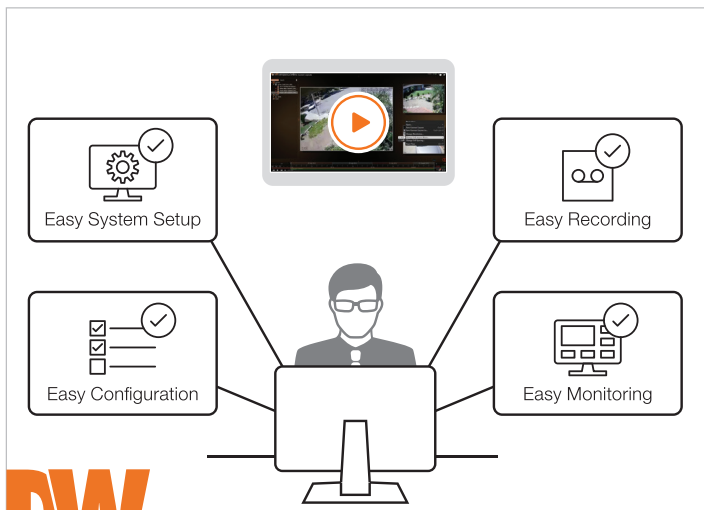 Easy System Setup
Easy Recording
Easy Configuration
Easy Monitoring
DW